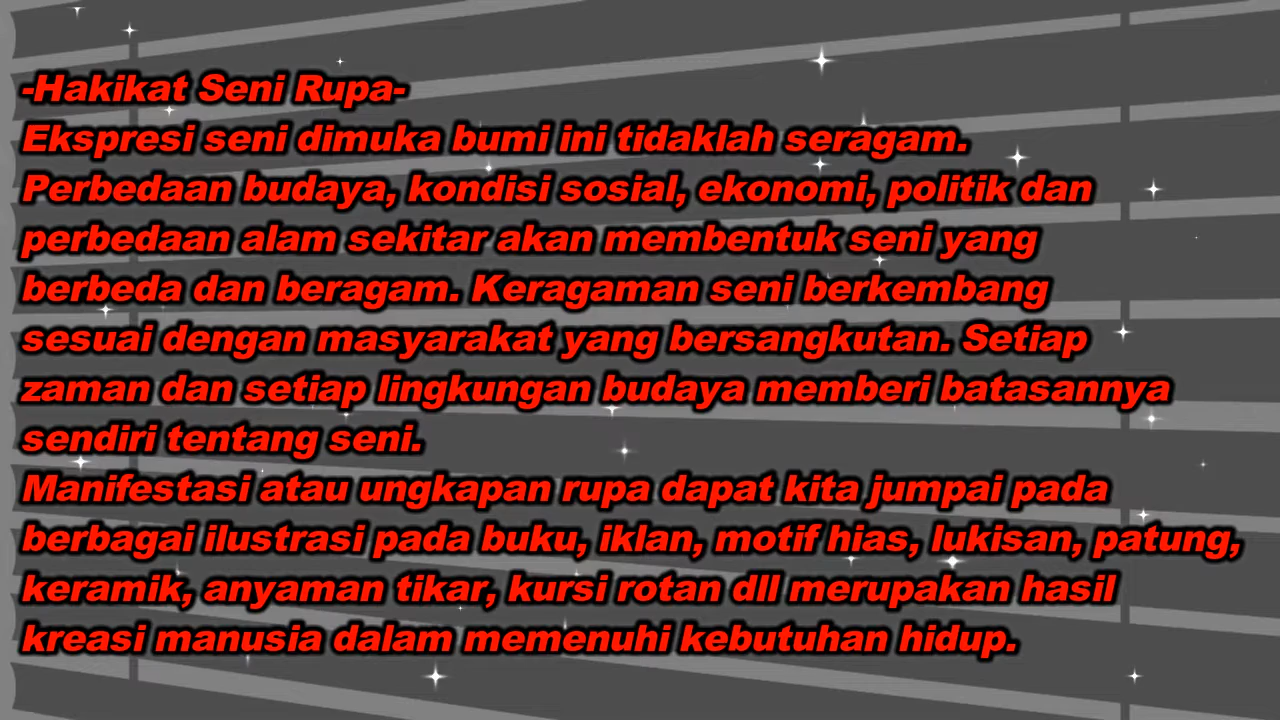 -Hakikat Seni Rupa-
Ekspresi seni dimuka bumi ini tidaklah seragam.
Perbedaan budaya, kondisi sosial, ekonomi, politik dan
perbedaan alam sekitar akan membentuk seni yang
berbeda dan beragam. Keragaman seni berkembang
sesuai dengan masyarakat yang bersangkutan. Setiap
zaman dan setiap lingkungan budaya memberi batasannya
sendiri tentang seni.
Manifestasi atau ungkapan rupa dapat kita jumpai pada
berbagai ilustrasi pada buku, iklan, motif hias, lukisan, patung,
keramik, anyaman tikar, kursi rotan dll merupakan hasil
kreasi manusia dalam memenuhi kebutuhan hidup.